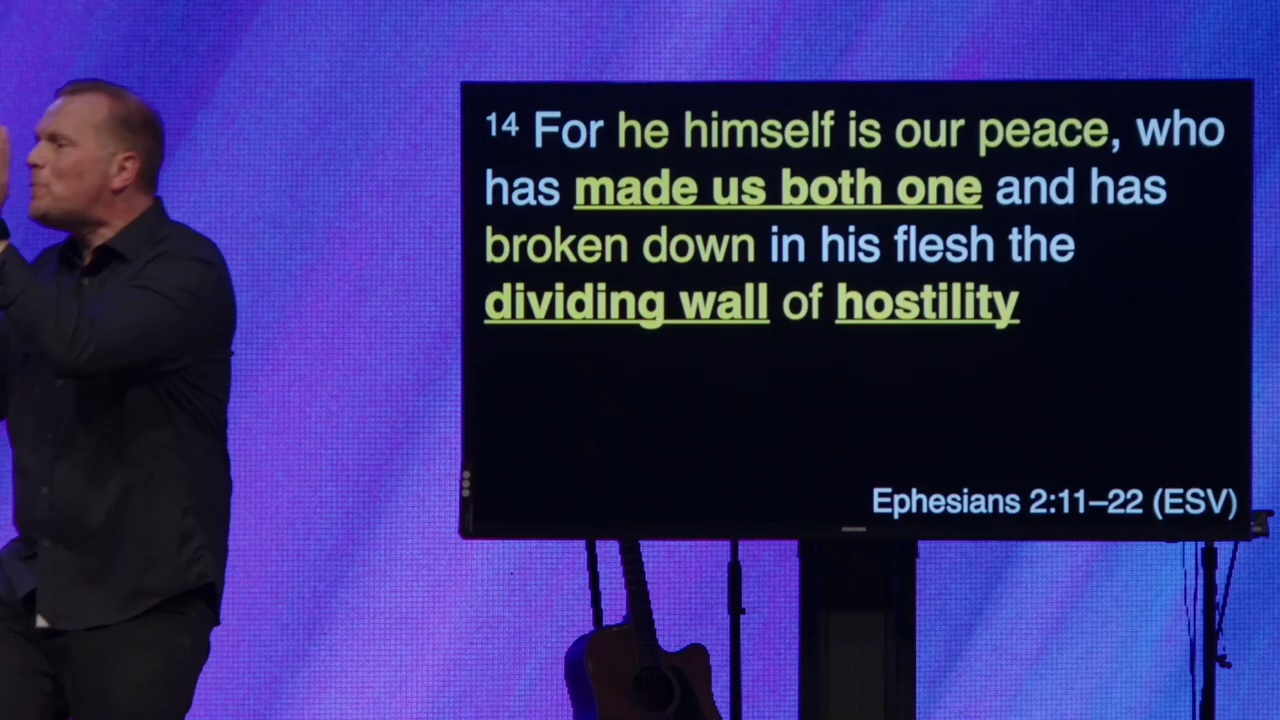 14 For he himself is our peace, who
has made us both one and has
broken down in his flesh the
dividing wall of hostility
Ephesians 2:11–22 (ESV)